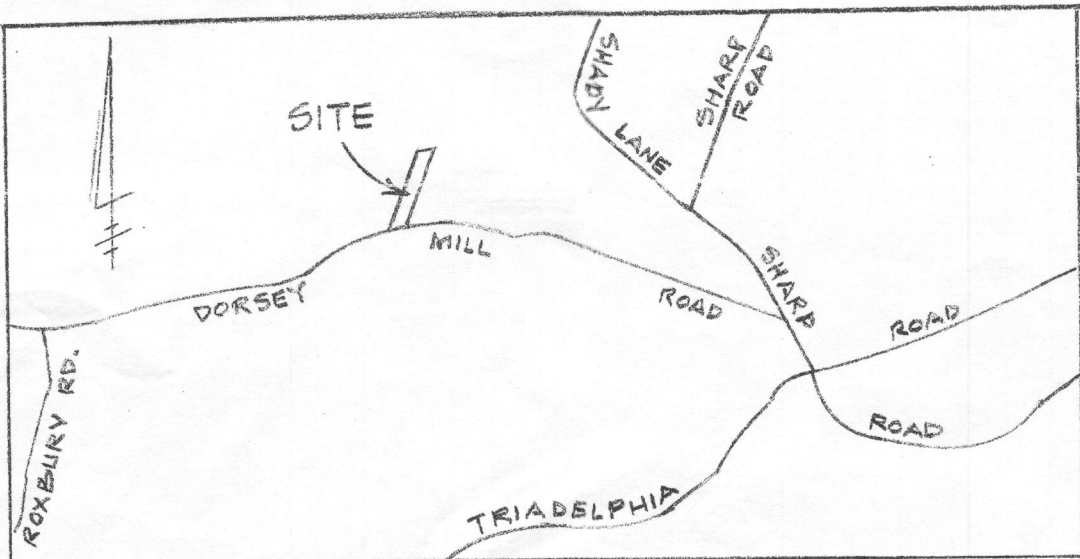 SHADY
LANE
SHARP
ROAD
SITE
DORSEY
MILL
ROAD
SHARP
ROAD
ROAD
ROXBURY RD.
TRIADELPHIA